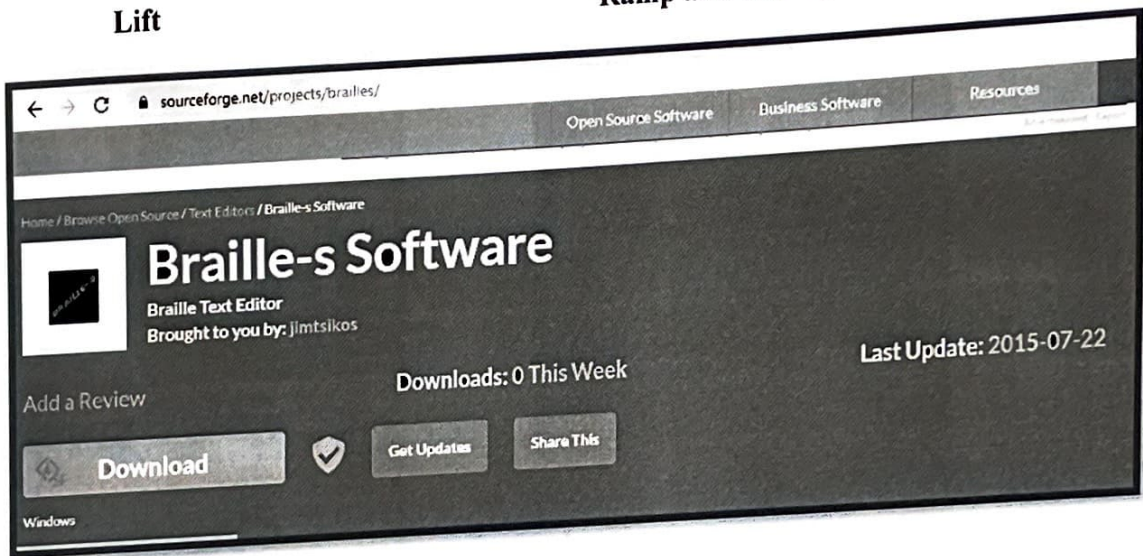 Lift
sourceforge.net/projects/brailles/
Open Source Software
Business Software
Resources
Home / Browse Open Source / Text Editors / Braille-s Software
BRAILLE-S
Braille-s Software
Braille Text Editor
Brought to you by: jimtsikos
Last Update: 2015-07-22
Add a Review
Downloads: 0 This Week
Download
Get Updates
Share This
Windows